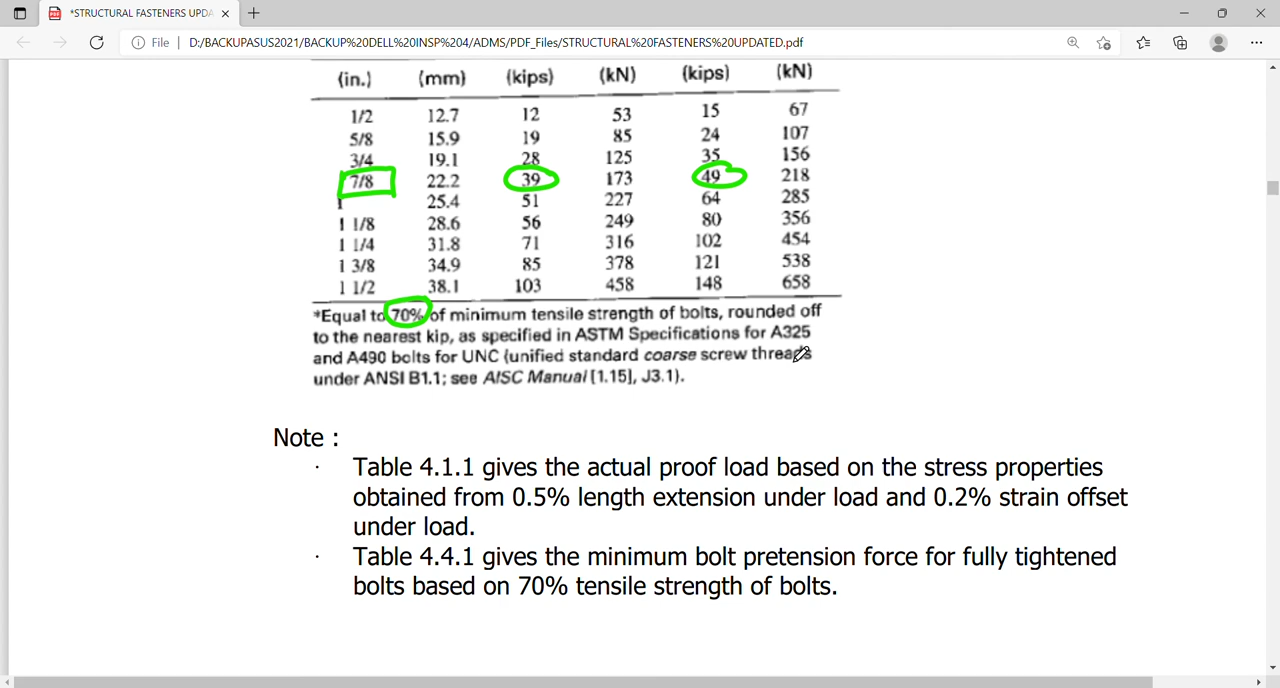 *STRUCTURAL FASTENERS UPDA
File | D:/BACKUPASUS2021/BACKUP%20DELL%20INSP%204/ADMS/PDF_Files/STRUCTURAL%20FASTENERS%20UPDATED.pdf
(in.) (mm) (kips) (kN) (kips) (kN)
1/2 12.7 12 53 15 67
5/8 15.9 19 85 24 107
3/4 19.1 28 125 35 156
7/8 22.2 39 173 49 218
1 25.4 51 227 64 285
1 1/8 28.6 56 249 80 356
1 1/4 31.8 71 316 102 454
1 3/8 34.9 85 378 121 538
1 1/2 38.1 103 458 148 658
*Equal to 70% of minimum tensile strength of bolts, rounded off
to the nearest kip, as specified in ASTM Specifications for A325
and A490 bolts for UNC (unified standard coarse screw threads
under ANSI B1.1; see AISC Manual [1.15], J3.1).
Note :
· Table 4.1.1 gives the actual proof load based on the stress properties
obtained from 0.5% length extension under load and 0.2% strain offset
under load.
· Table 4.4.1 gives the minimum bolt pretension force for fully tightened
bolts based on 70% tensile strength of bolts.